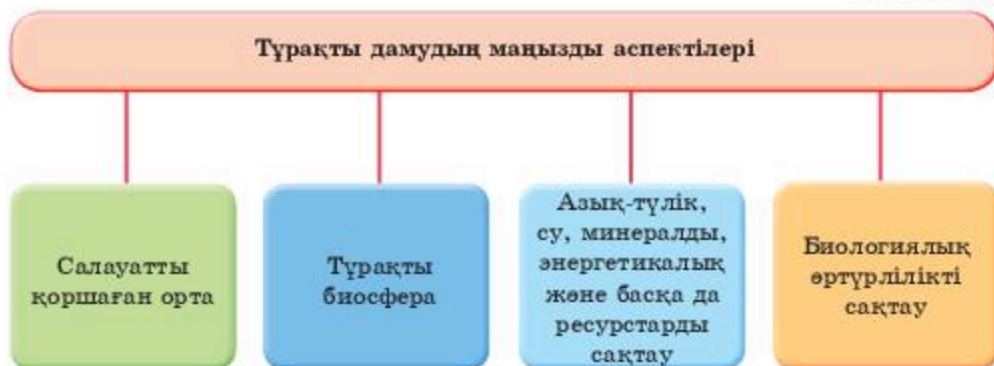 Тұрақты дамудың маңызды аспектілері
Салауатты
қоршаған орта
Тұрақты
биосфера
Азық-түлік,
су, минералды,
энергетикалық
және басқа да
ресурстарды
сақтау
Биологиялық
әртүрлілікті
сақтау